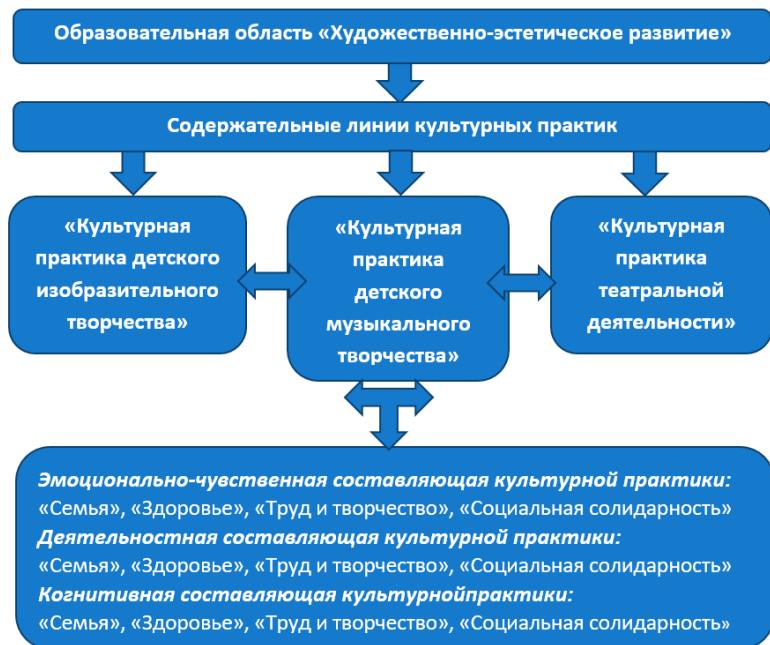 Образовательная область «Художественно-эстетическое развитие»
Содержательные линии культурных практик
«Культурная
практика детского
изобразительного
творчества»
«Культурная
практика
детского
музыкального
творчества»
«Культурная
практика
театральной
деятельности»
Эмоционально-чувственная составляющая культурной практики:
«Семья», «Здоровье», «Труд и творчество», «Социальная солидарность»
Деятельностная составляющая культурной практики:
«Семья», «Здоровье», «Труд и творчество», «Социальная солидарность»
Когнитивная составляющая культурнойпрактики:
«Семья», «Здоровье», «Труд и творчество», «Социальная солидарность»